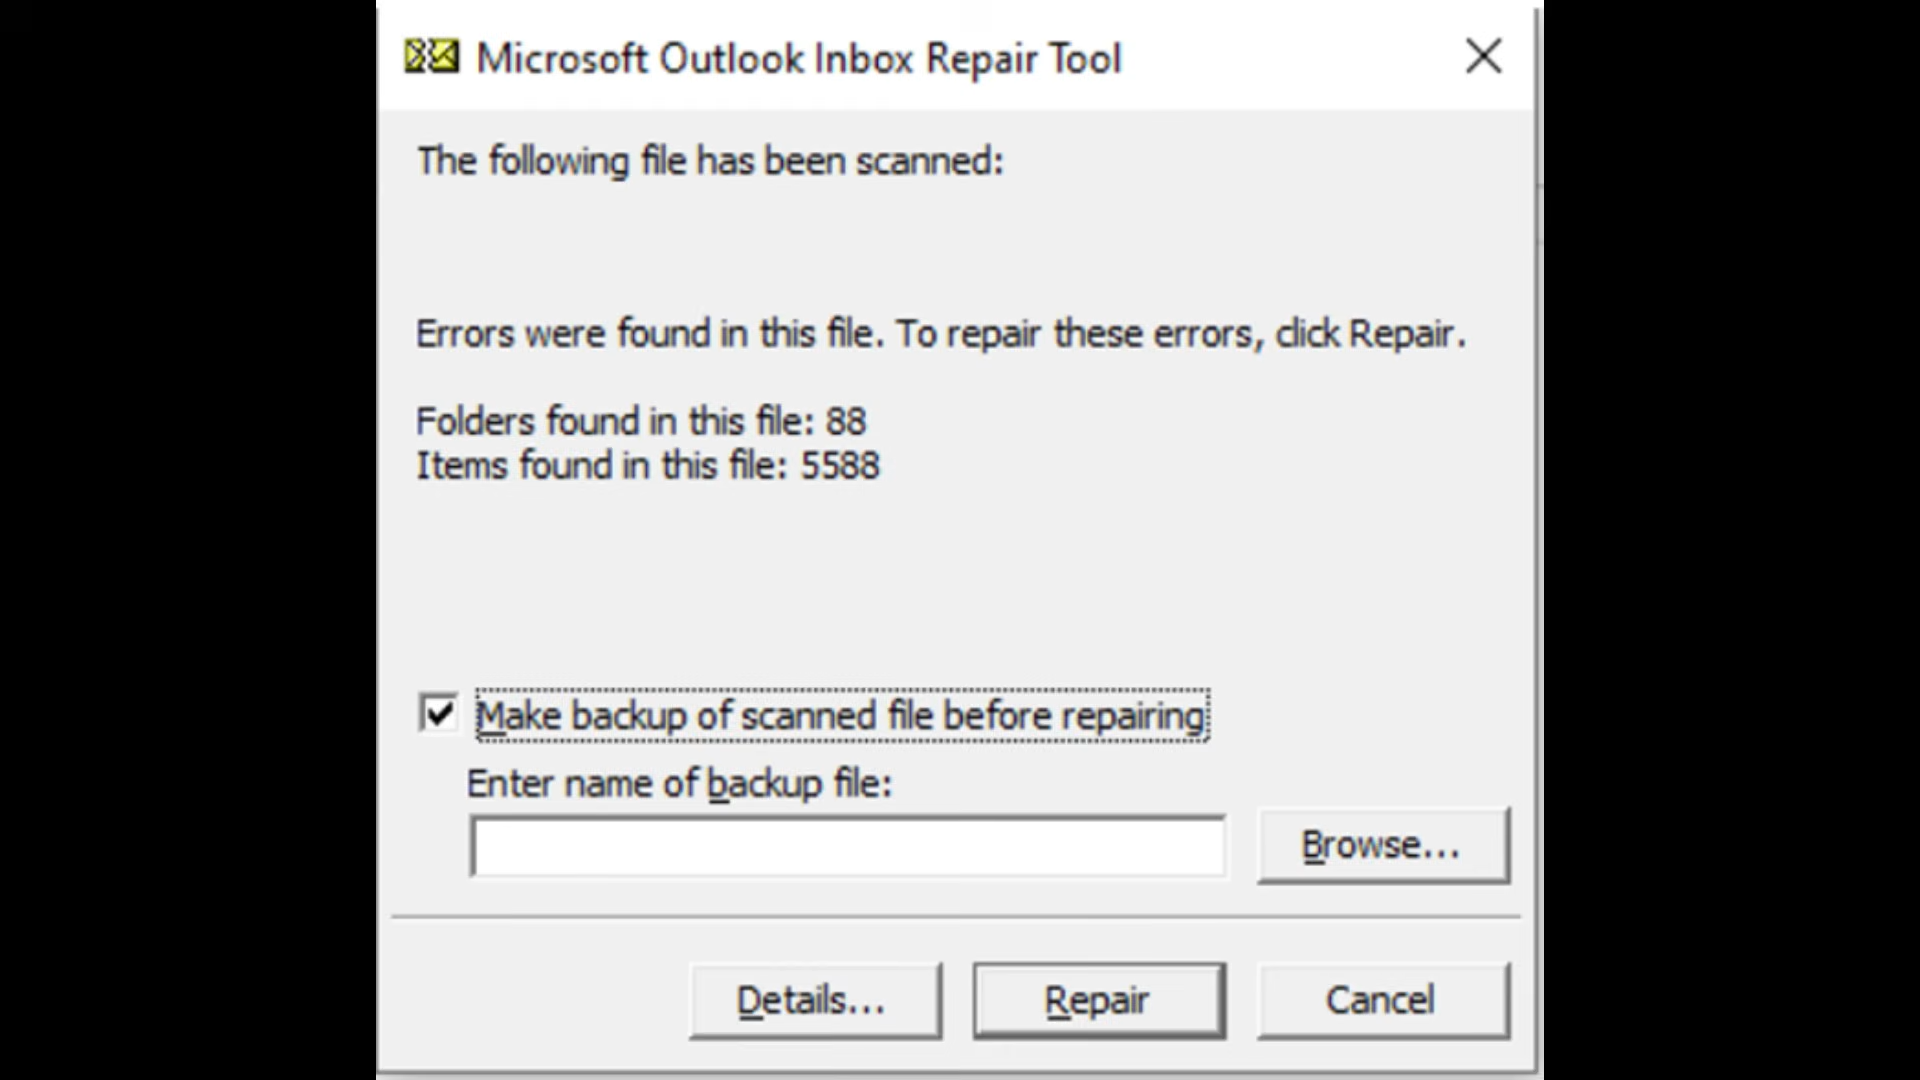 Microsoft Outlook Inbox Repair Tool
The following file has been scanned:
Errors were found in this file. To repair these errors, click Repair.
Folders found in this file: 88
Items found in this file: 5588
Make backup of scanned file before repairing
Enter name of backup file:
Browse...
Details...
Repair
Cancel